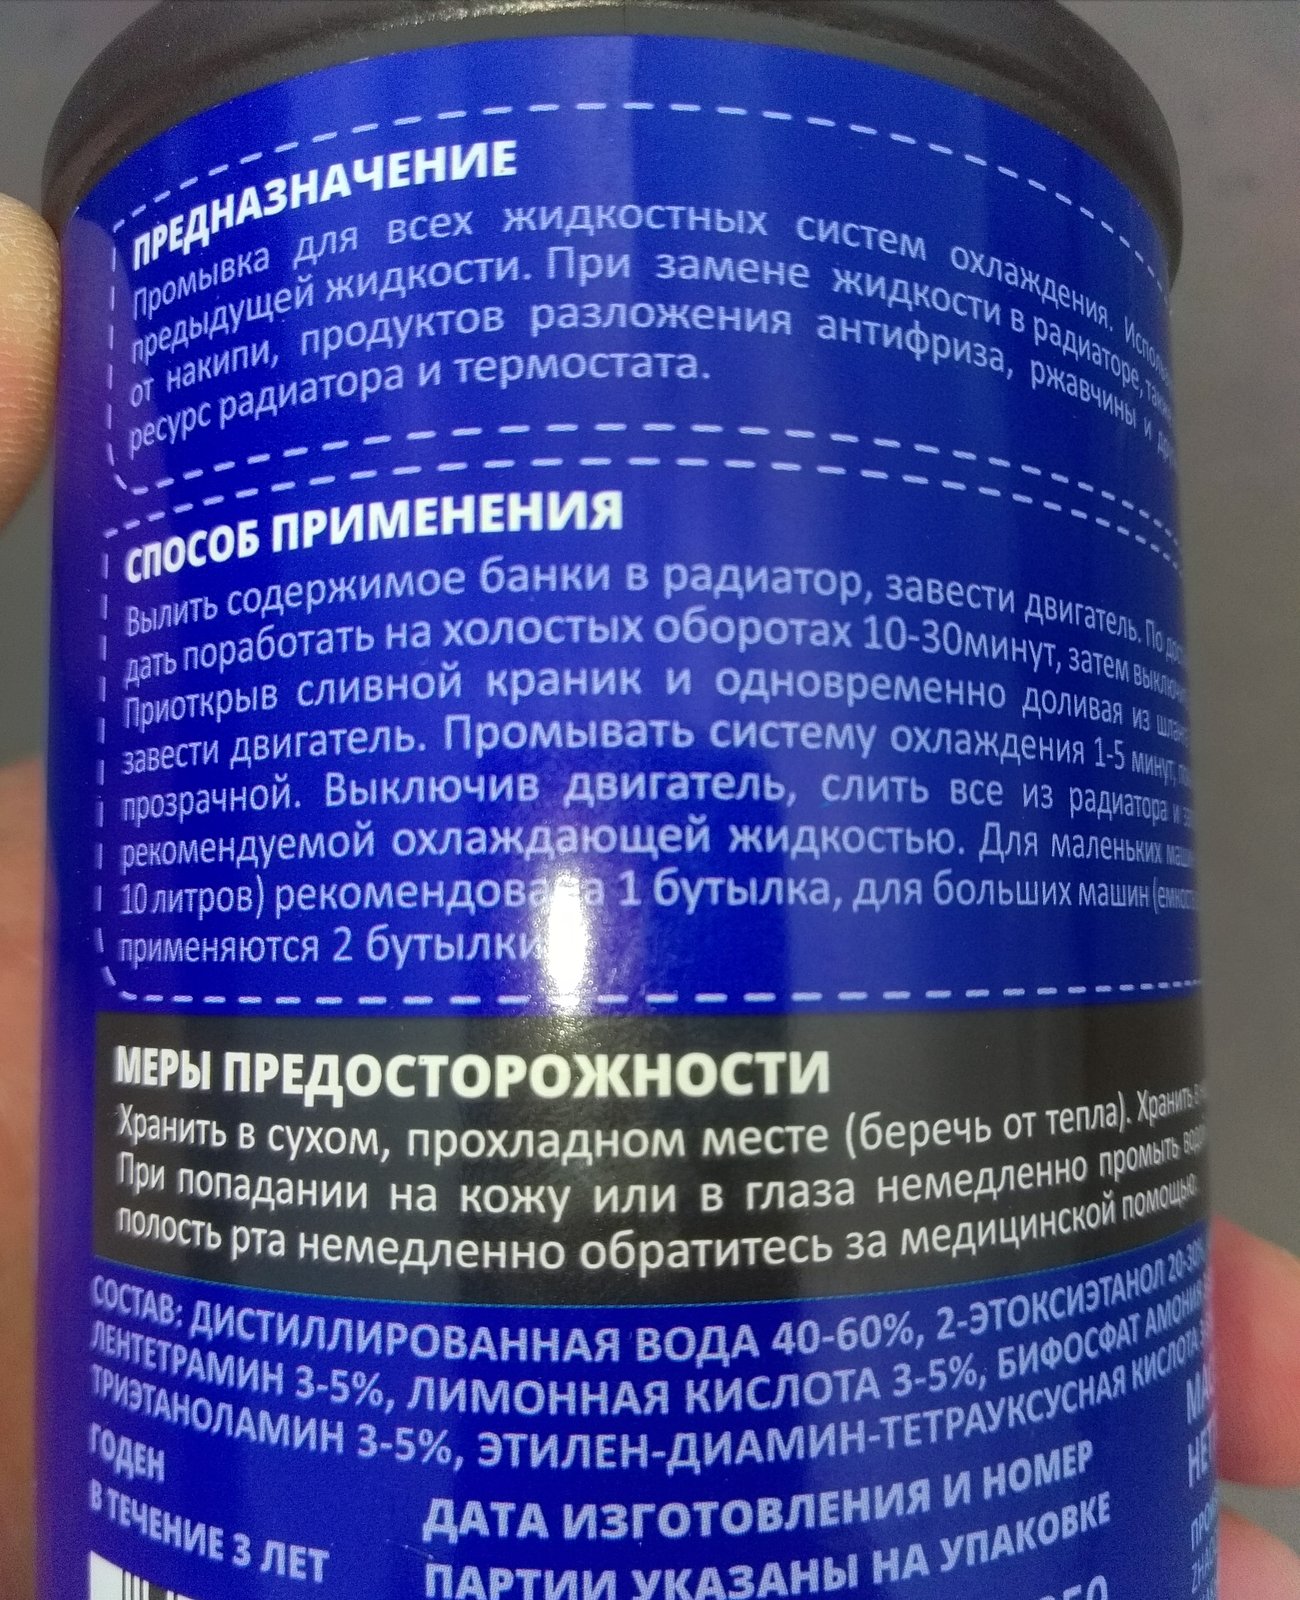 ПРЕДНАЗНАЧЕНИЕ
Промывка для всех жидкостных систем охлаждения.
предыдущей жидкости. При замене жидкости в радиаторе,
от накипи, продуктов разложения антифриза, ржавчины и
ресурс радиатора и термостата.
СПОСОБ ПРИМЕНЕНИЯ
Вылить содержимое банки в радиатор, завести двигатель. По
дать поработать на холостых оборотах 10-30минут, затем
Приоткрыв сливной краник и одновременно доливая из
завести двигатель. Промывать систему охлаждения 1-5 минут,
прозрачной. Выключив двигатель, слить все из радиатора и
рекомендуемой охлаждающей жидкостью. Для маленьких
10 литров) рекомендована 1 бутылка, для больших машин
применяются 2 бутылки
МЕРЫ ПРЕДОСТОРОЖНОСТИ
Хранить в сухом, прохладном месте (беречь от тепла). Хранить в
При попадании на кожу или в глаза немедленно промыть
полость рта немедленно обратитесь за медицинской помощью.
СОСТАВ: ДИСТИЛЛИРОВАННАЯ ВОДА 40-60%, 2-ЭТОКСИЭТАНОЛ 20-30%
ЛЕНТЕТРАМИН 3-5%, ЛИМОННАЯ КИСЛОТА 3-5%, БИФОСФАТ
ТРИЭТАНОЛАМИН 3-5%, ЭТИЛЕН-ДИАМИН-ТЕТРАУКСУСНАЯ КИСЛОТА
ГОДЕН
В ТЕЧЕНИЕ 3 ЛЕТ
ДАТА ИЗГОТОВЛЕНИЯ И НОМЕР
ПАРТИИ УКАЗАНЫ НА УПАКОВКЕ